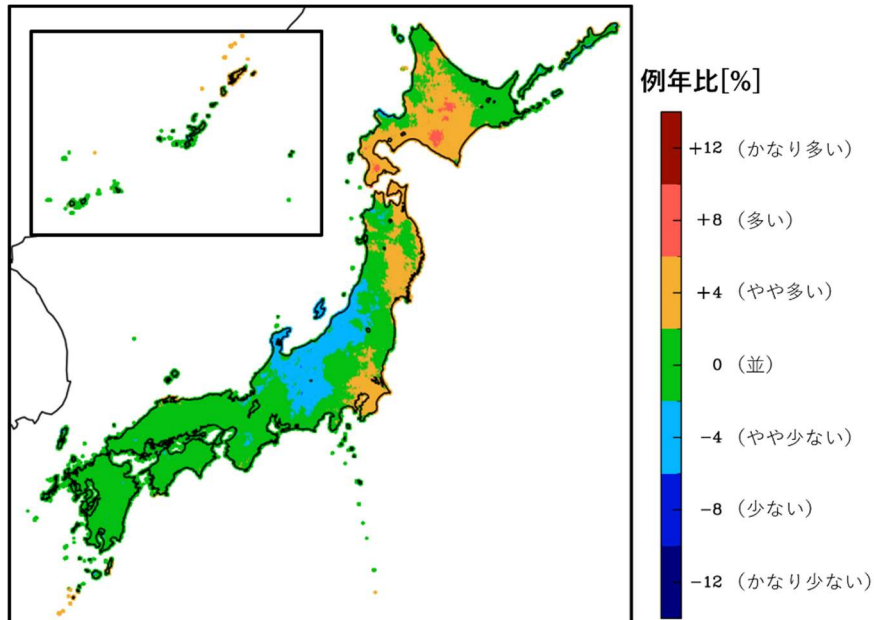 例年比[%]
+12 (かなり多い)
+8 (多い)
+4 (やや多い)
0 (並)
-4 (やや少ない)
-8 (少ない)
-12 (かなり少ない)